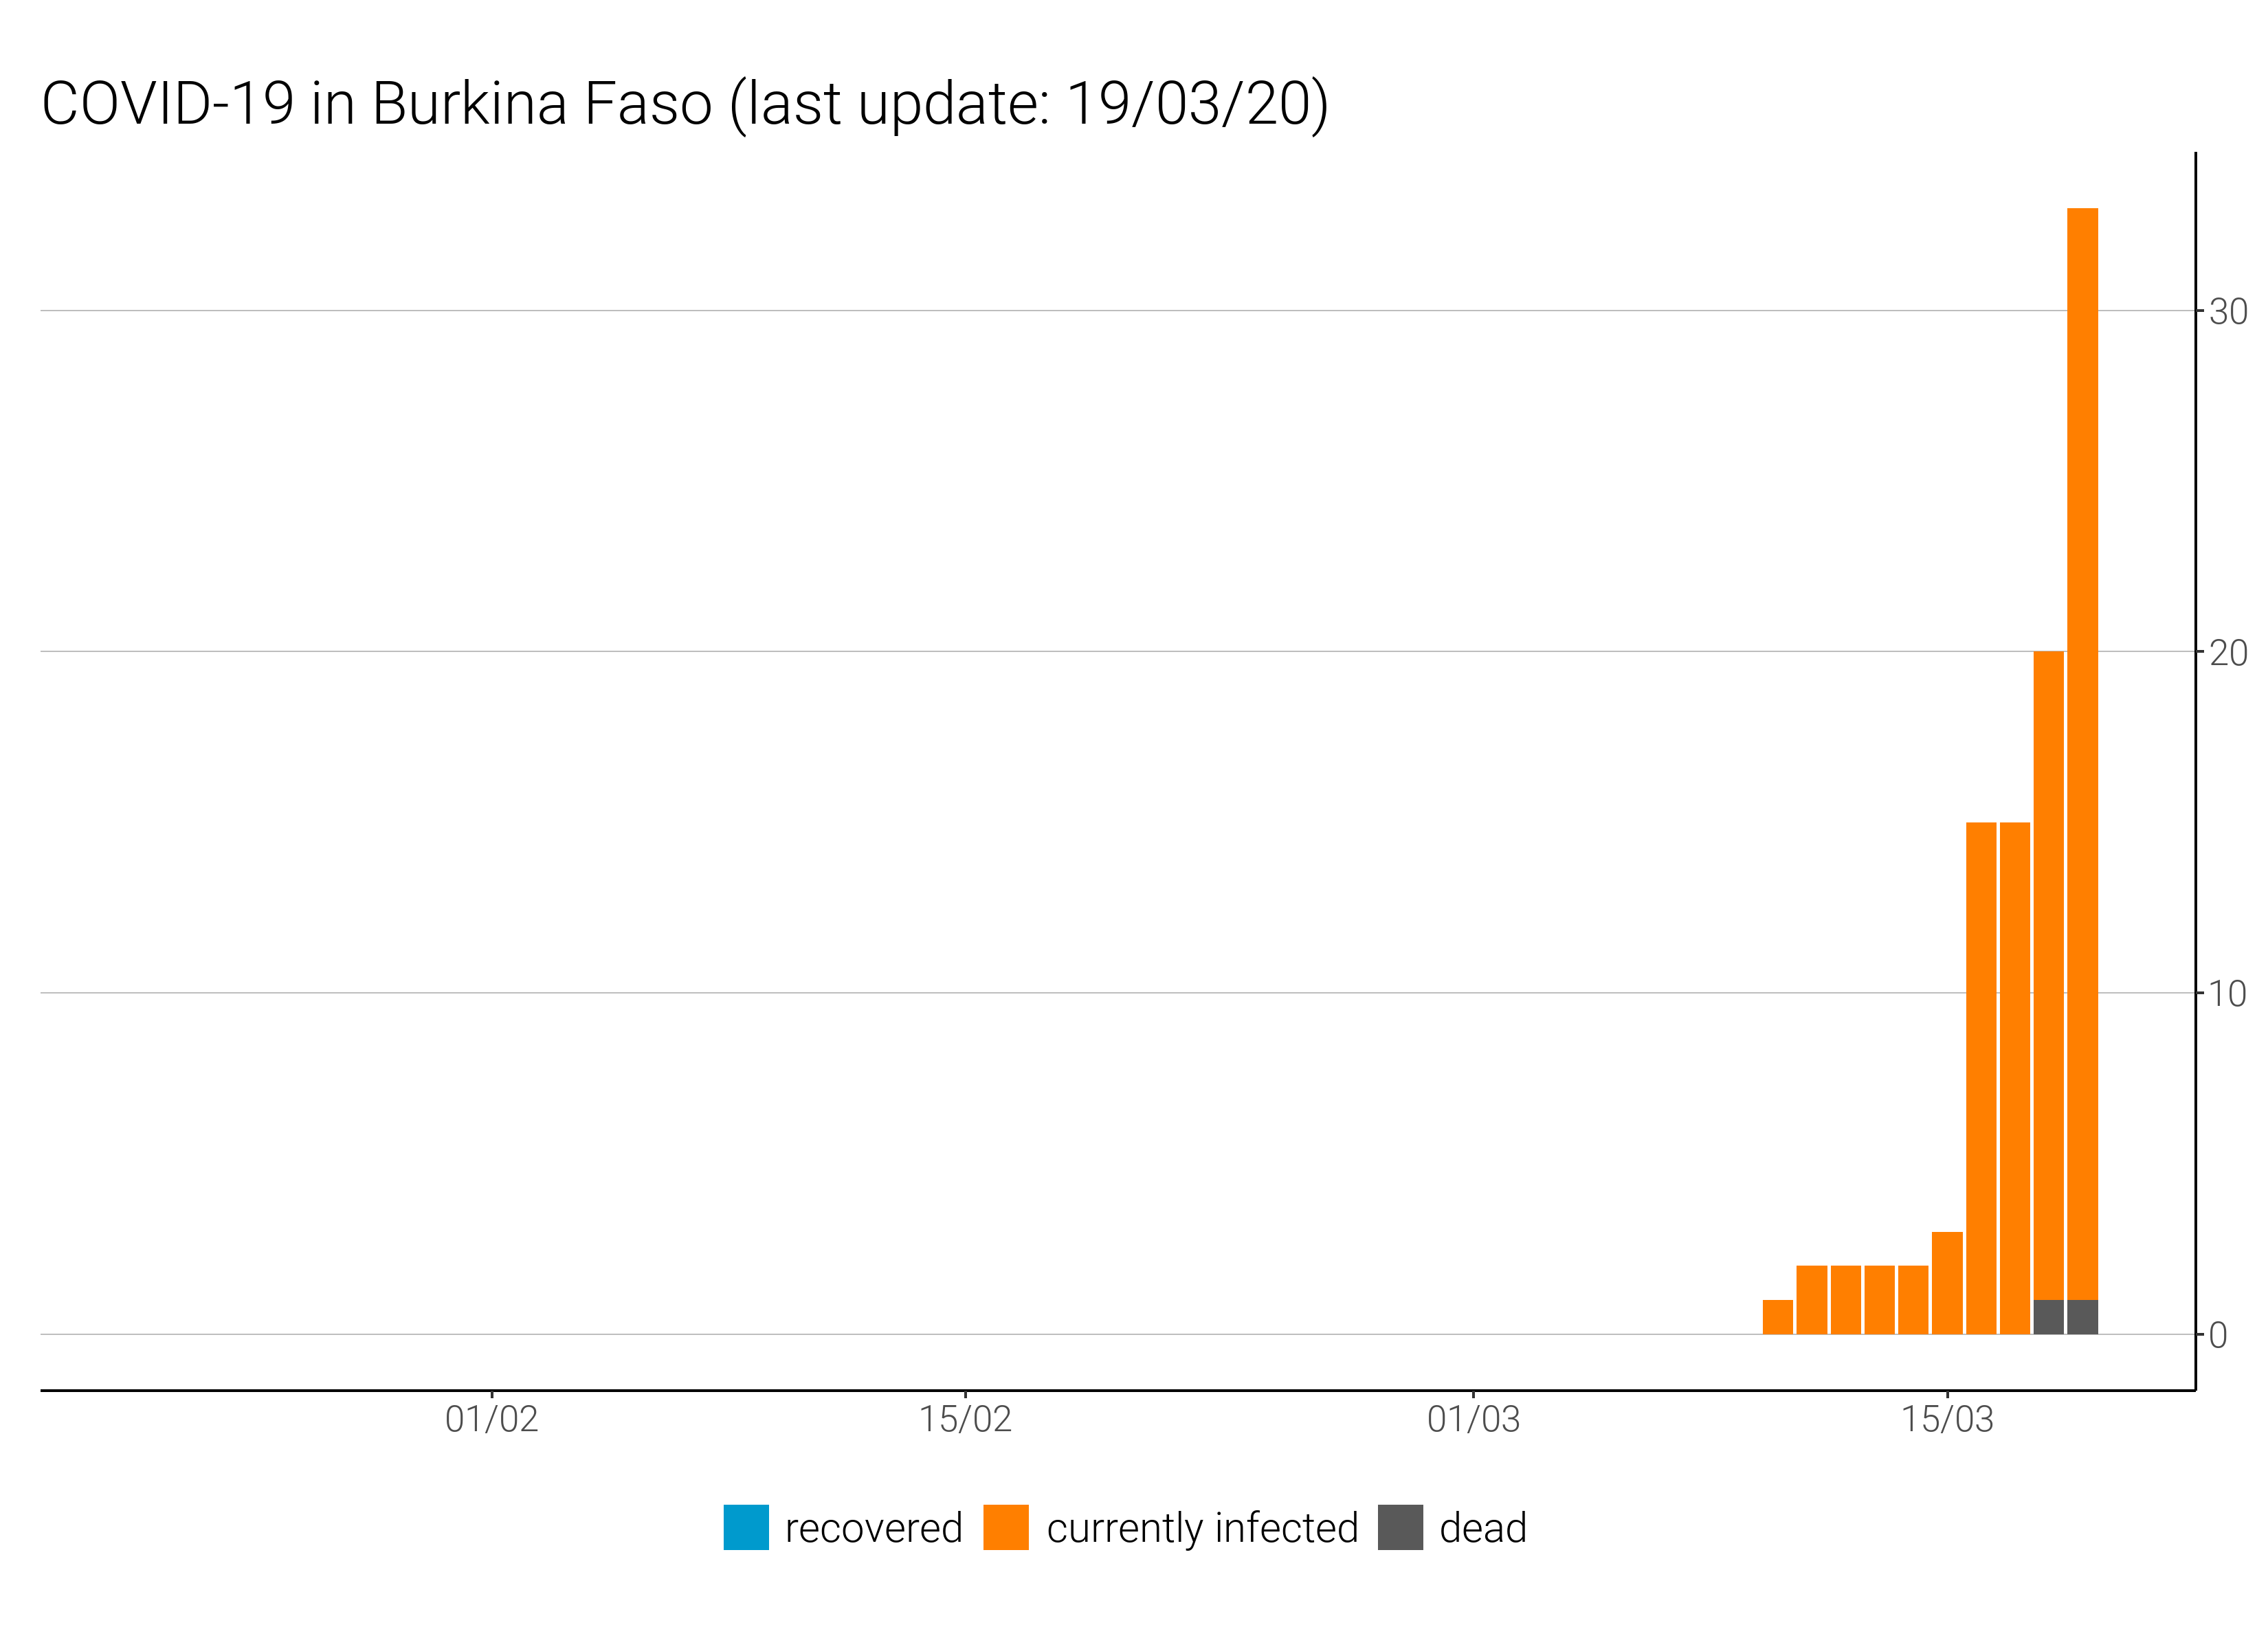 COVID-19 in Burkina Faso (last update: 19/03/20)
30
20
10
0
01/02 15/02 01/03 15/03
recovered currently infected dead